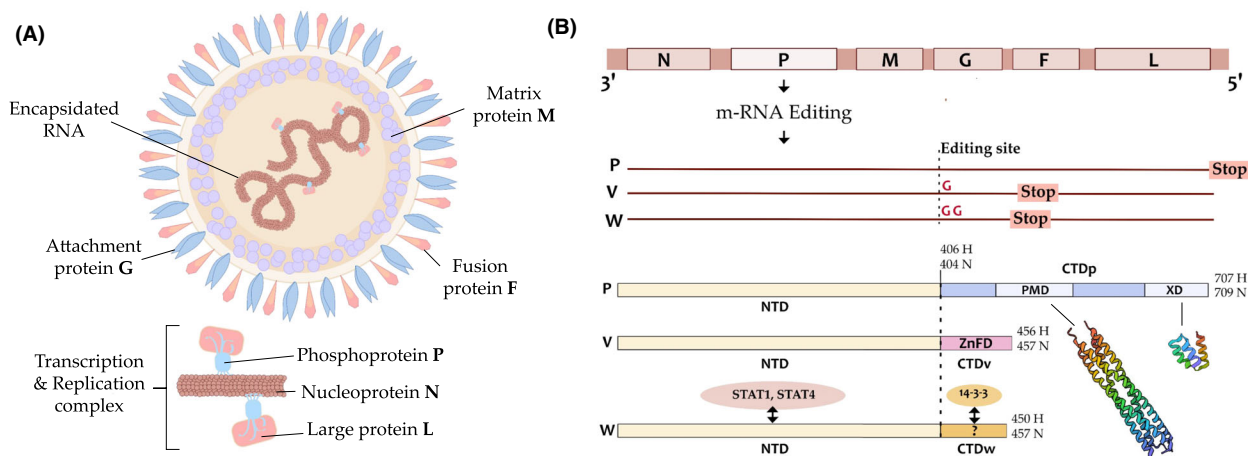 (A)
Encapsidated
RNA
Matrix
protein M
Attachment
protein G
Fusion
protein F
Transcription
& Replication
complex
Phosphoprotein P
Nucleoprotein N
Large protein L
(B)
N P M G F L
3' 5'
m-RNA Editing
Editing site
P Stop
V G Stop
W GG Stop
406 H
404 N
CTDp
707 H
709 N
P PMD XD
NTD
456 H
457 N
V ZnFD
NTD CTDv
STAT1, STAT4 14-3-3
450 H
457 N
W ?
NTD CTDw